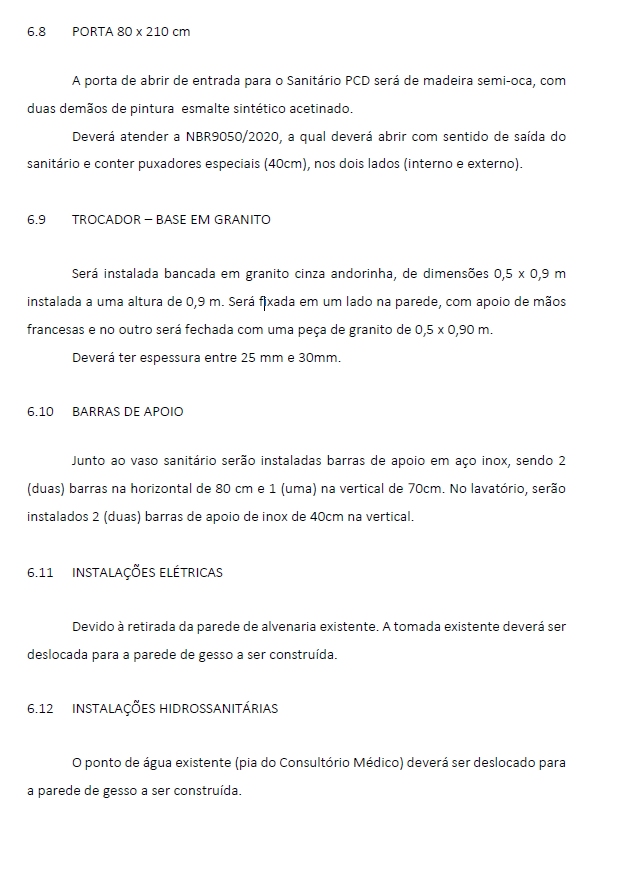 6.8 PORTA 80 x 210 cm
A porta de abrir de entrada para o Sanitário PCD será de madeira semi-oca, com
duas demãos de pintura esmalte sintético acetinado.
Deverá atender a NBR9050/2020, a qual deverá abrir com sentido de saída do
sanitário e conter puxadores especiais (40cm), nos dois lados (interno e externo).
6.9 TROCADOR – BASE EM GRANITO
Será instalada bancada em granito cinza andorinha, de dimensões 0,5 x 0,9 m
instalada a uma altura de 0,9 m. Será fixada em um lado na parede, com apoio de mãos
francesas e no outro será fechada com uma peça de granito de 0,5 x 0,90 m.
Deverá ter espessura entre 25 mm e 30mm.
6.10 BARRAS DE APOIO
Junto ao vaso sanitário serão instaladas barras de apoio em aço inox, sendo 2
(duas) barras na horizontal de 80 cm e 1 (uma) na vertical de 70cm. No lavatório, serão
instalados 2 (duas) barras de apoio de inox de 40cm na vertical.
6.11 INSTALAÇÕES ELÉTRICAS
Devido à retirada da parede de alvenaria existente. A tomada existente deverá ser
deslocada para a parede de gesso a ser construída.
6.12 INSTALAÇÕES HIDROSSANITÁRIAS
O ponto de água existente (pia do Consultório Médico) deverá ser deslocado para
a parede de gesso a ser construída.